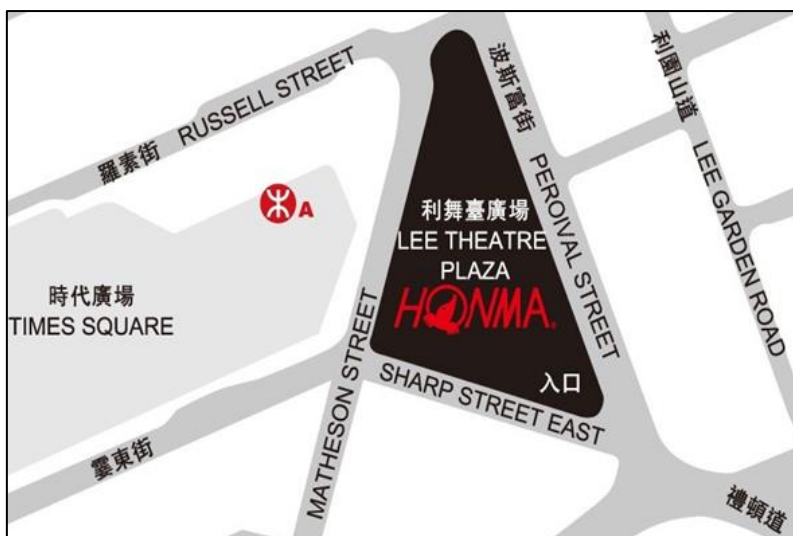 羅素街 RUSSELL STREET
波斯富街 PEROIVAL STREET
利園山道 LEE GARDEN ROAD
A
利舞臺廣場
LEE THEATRE
PLAZA
HONMA
時代廣場
TIMES SQUARE
MATHESON STREET
入口
SHARP STREET EAST
霎東街
禮頓道